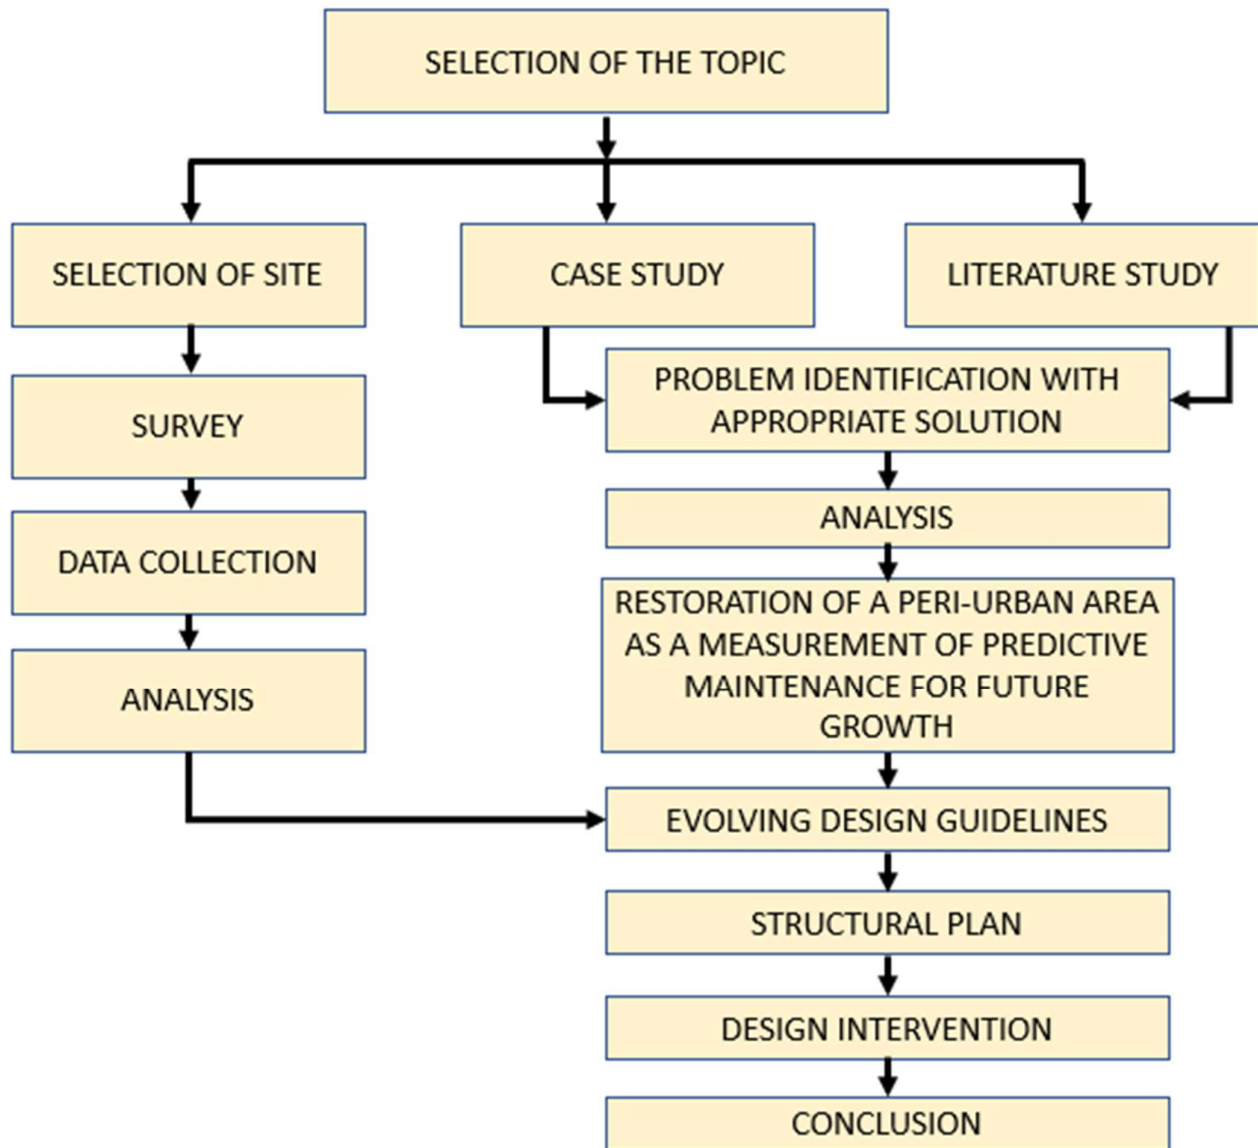 SELECTION OF THE TOPIC
SELECTION OF SITE
CASE STUDY
LITERATURE STUDY
SURVEY
PROBLEM IDENTIFICATION WITH
APPROPRIATE SOLUTION
DATA COLLECTION
ANALYSIS
ANALYSIS
RESTORATION OF A PERI-URBAN AREA
AS A MEASUREMENT OF PREDICTIVE
MAINTENANCE FOR FUTURE
GROWTH
EVOLVING DESIGN GUIDELINES
STRUCTURAL PLAN
DESIGN INTERVENTION
CONCLUSION